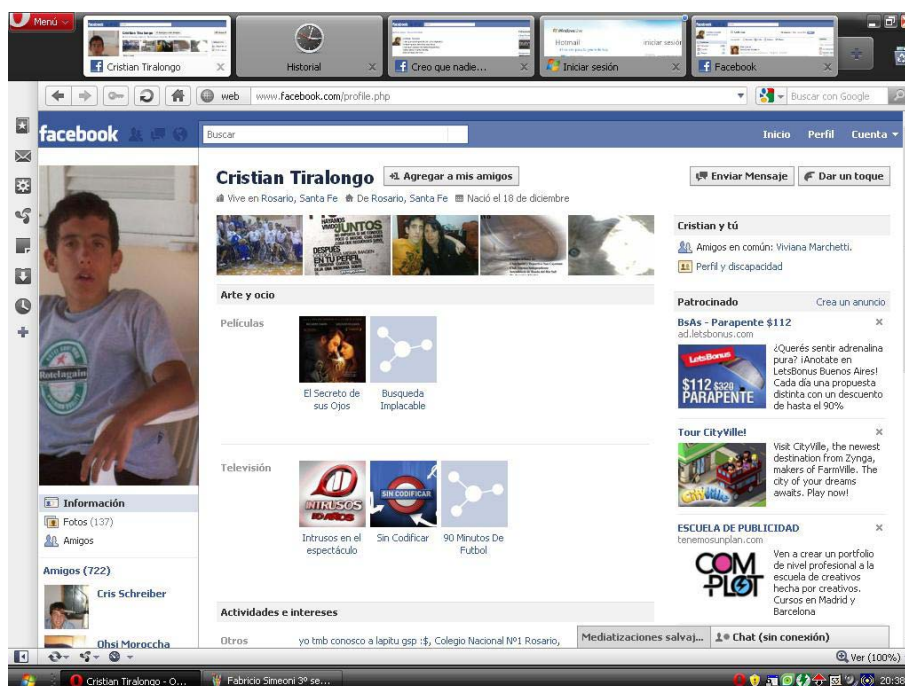 Menú
Cristian Tiralongo
Historial
Creo que nadie...
Iniciar sesión
Facebook
web www.facebook.com/profile.php
Buscar con Google
facebook
Buscar
Inicio Perfil Cuenta
Cristian Tiralongo
+1 Agregar a mis amigos
Enviar Mensaje
Dar un toque
Vive en Rosario, Santa Fe De Rosario, Santa Fe Nació el 18 de diciembre
Cristian y tú
Amigos en común: Viviana Marchetti.
Perfil y discapacidad
Arte y ocio
Películas
El Secreto de
sus Ojos
Busqueda
Implacable
Televisión
INTRUSOS
SIN CODIFICAR
Intrusos en el
espectáculo
Sin Codificar
90 Minutos De
Futbol
Actividades e intereses
Otros yo tmb conosco a lapitu gsp :$, Colegio Nacional Nº1 Rosario,
Información
Fotos (137)
Amigos
Amigos (722)
Cris Schreiber
Ohsi Moroccha
Patrocinado Crea un anuncio
BsAs - Parapente $112
ad.letsbonus.com
LetsBonus
$112 $320
PARAPENTE
¿Querés sentir adrenalina
pura? ¡Anotate en
LetsBonus Buenos Aires!
Cada día una propuesta
distinta con un descuento
de hasta el 90%
Tour CityVille!
Visit CityVille, the newest
destination from Zynga,
makers of FarmVille. The
city of your dreams
awaits. Play now!
ESCUELA DE PUBLICIDAD
tenemosunplan.com
COM
PLOT
Ven a crear un portfolio
de nivel profesional a la
escuela de creativos
hecha por creativos.
Cursos en Madrid y
Barcelona
Mediatizaciones salvaj...
Chat (sin conexión)
Ver (100%)
Cristian Tiralongo - O...
Fabricio Simeoni 3º se...
20:38